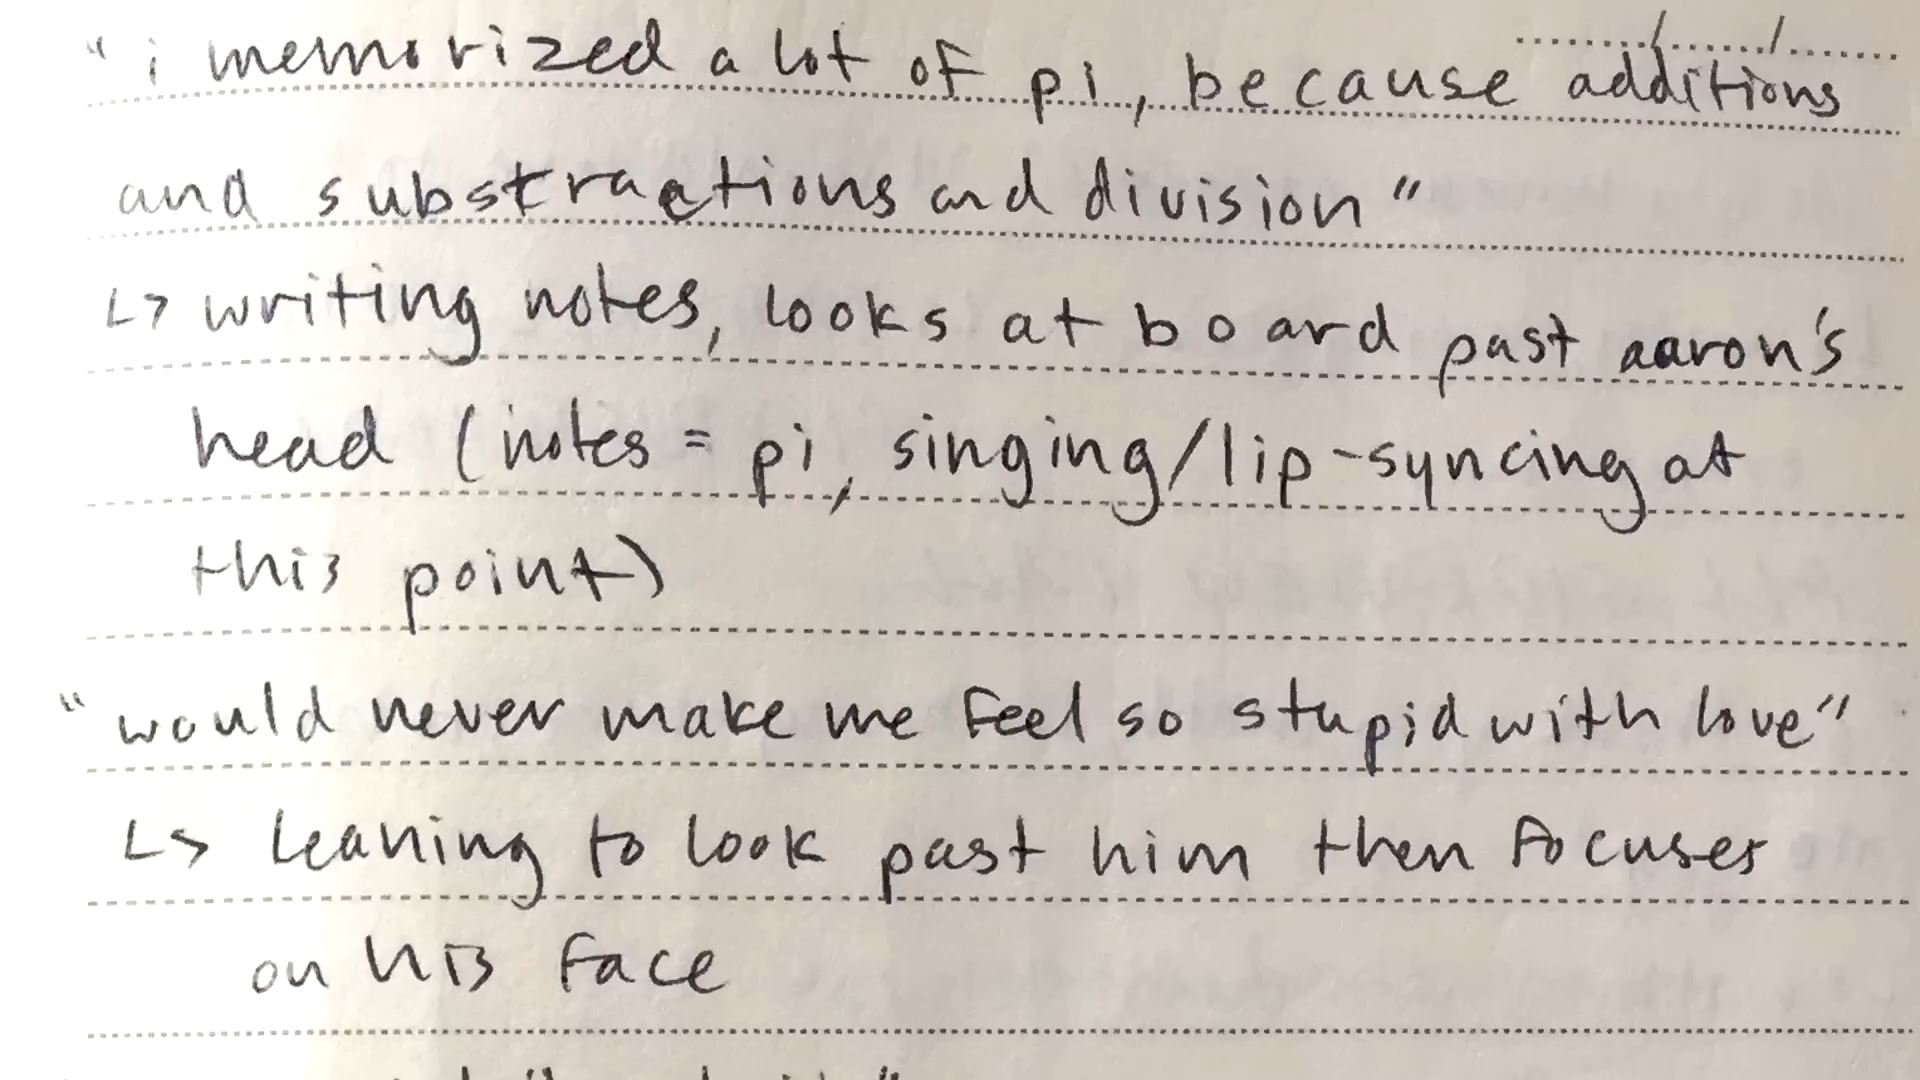 "i memorized a lot of pi, because additions
and substractions and division"
↳ writing notes, looks at board past aaron's
head (notes = pi, singing/lip-syncing at
this point)
"would never make me feel so stupid with love"
↳ leaning to look past him then focuses
on his face